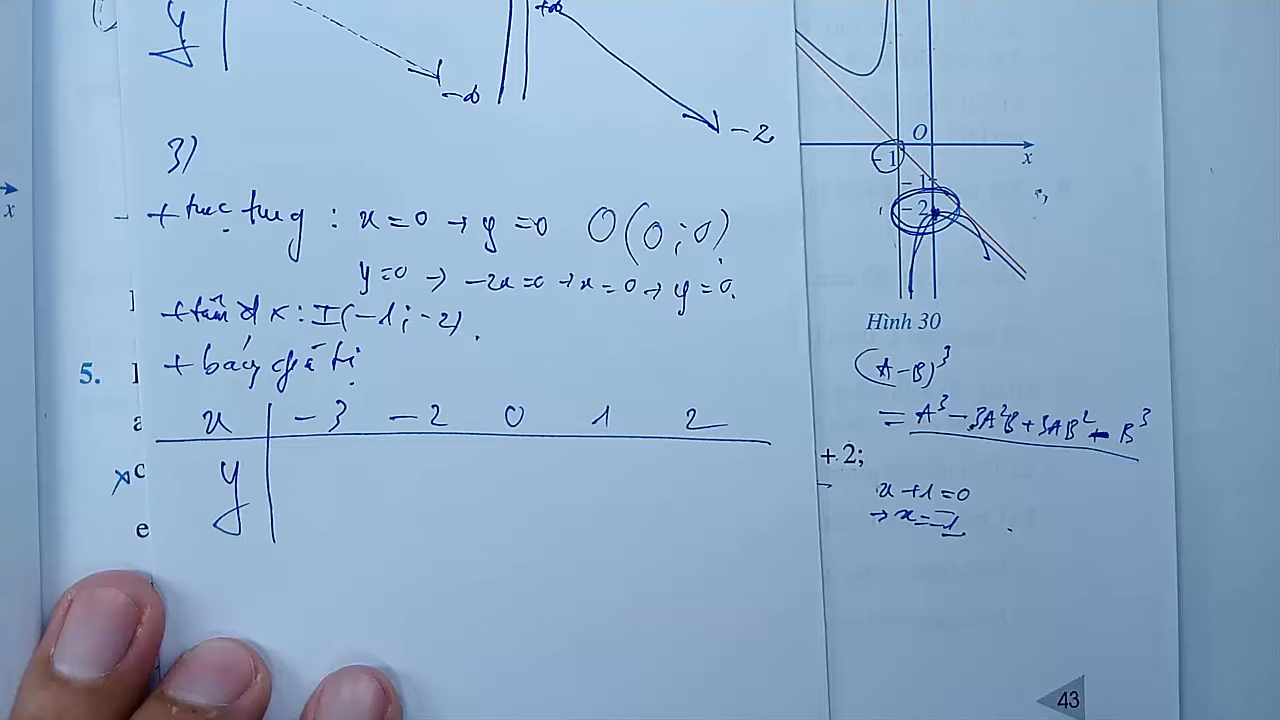 y
-∞
+∞
-2
3)
+ trục tung : x=0 → y=0 O(0;0)
y=0 → -2x=0 → x=0 → y=0.
+ tâm đx: I(-1;-2).
+ bảng giá trị
x -3 -2 0 1 2
y
5.
a
c
e
+ 2;
x
O
x
-1
-1
-2
Hình 30
(A-B)³
= A³ - 3A²B + 3AB² - B³
x+1=0
→ x=-1
43